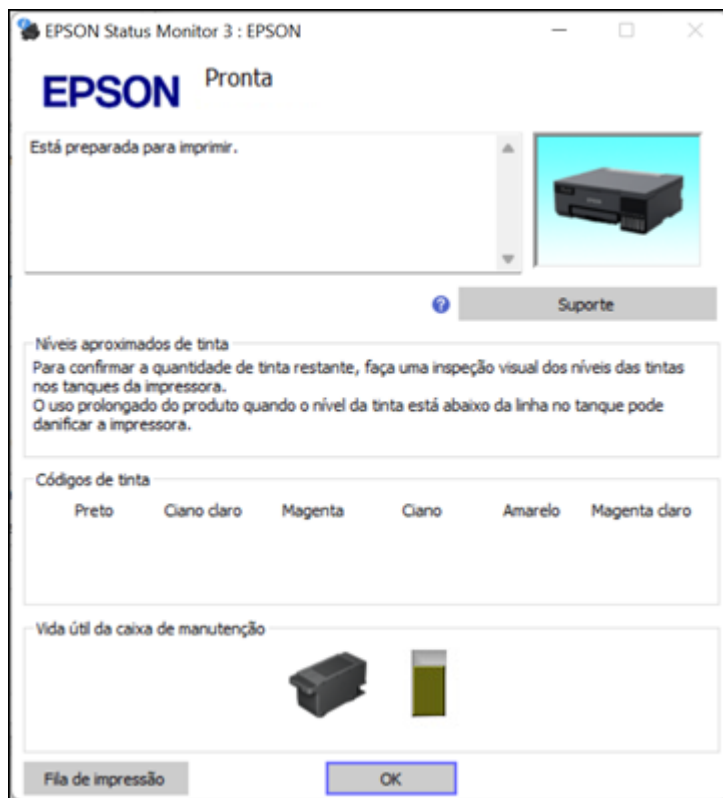 EPSON Status Monitor 3 : EPSON
EPSON
Pronta
Está preparada para imprimir.
Suporte
Níveis aproximados de tinta
Para confirmar a quantidade de tinta restante, faça uma inspeção visual dos níveis das tintas
nos tanques da impressora.
O uso prolongado do produto quando o nível da tinta está abaixo da linha no tanque pode
danificar a impressora.
Códigos de tinta
Preto Ciano claro Magenta Ciano Amarelo Magenta claro
Vida útil da caixa de manutenção
Fila de impressão OK